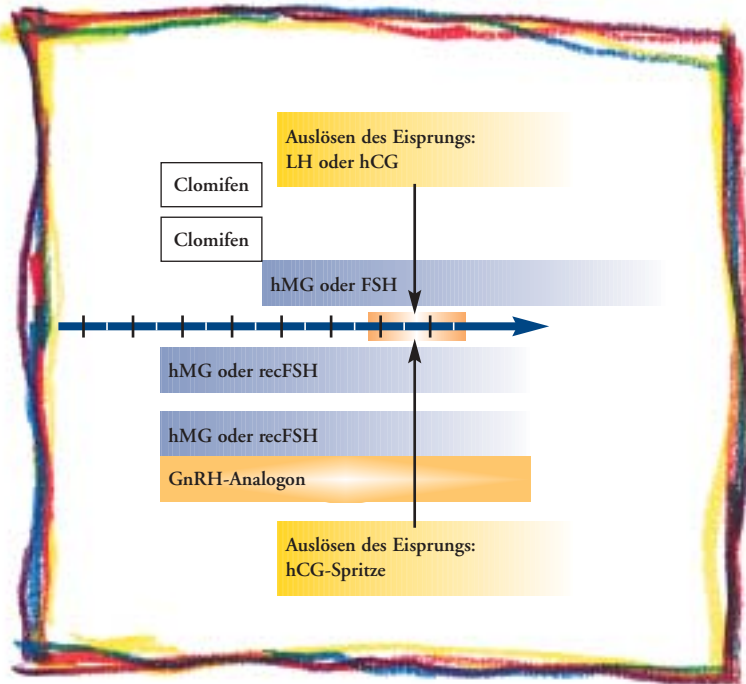 Auslösen des Eisprungs:
LH oder hCG
Clomifen
Clomifen
hMG oder FSH
hMG oder recFSH
hMG oder recFSH
GnRH-Analogon
Auslösen des Eisprungs:
hCG-Spritze